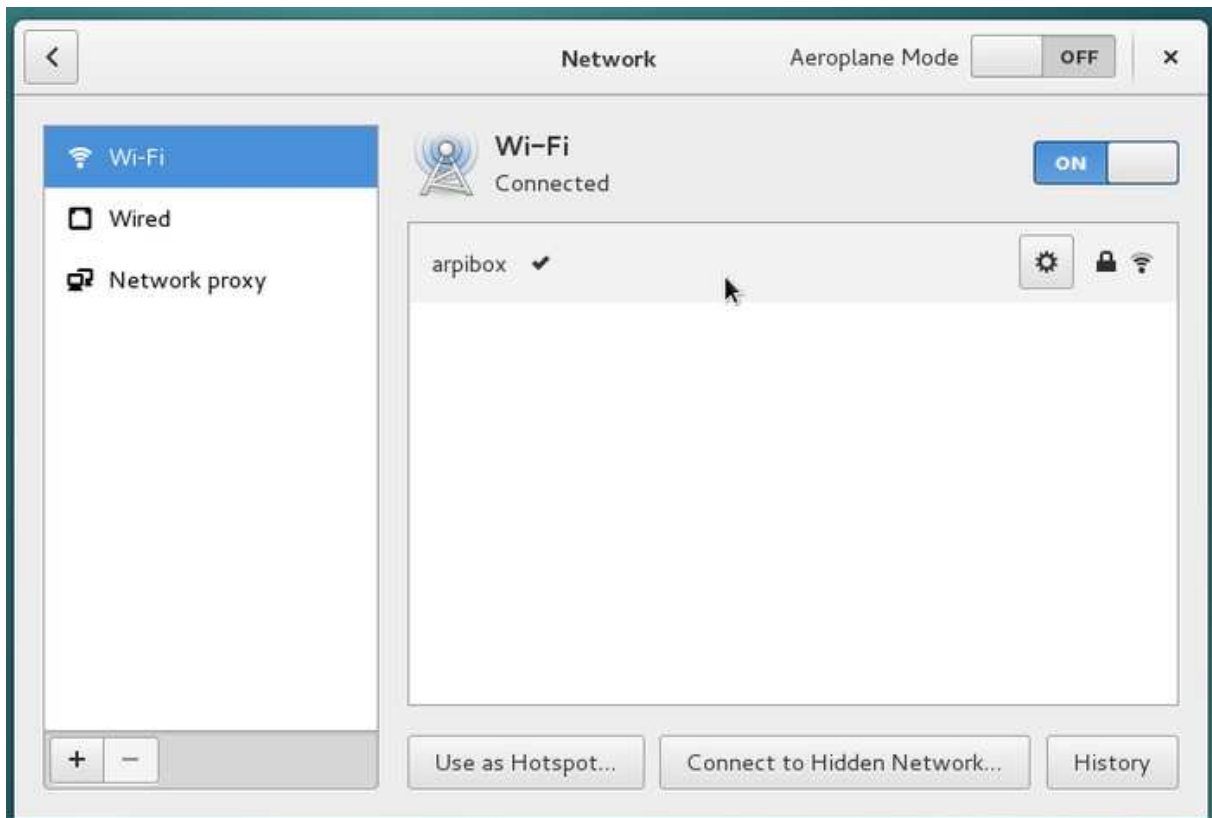 Network
Aeroplane Mode OFF
Wi-Fi
Wired
Network proxy
Wi-Fi
Connected
ON
arpibox
Use as Hotspot...
Connect to Hidden Network...
History